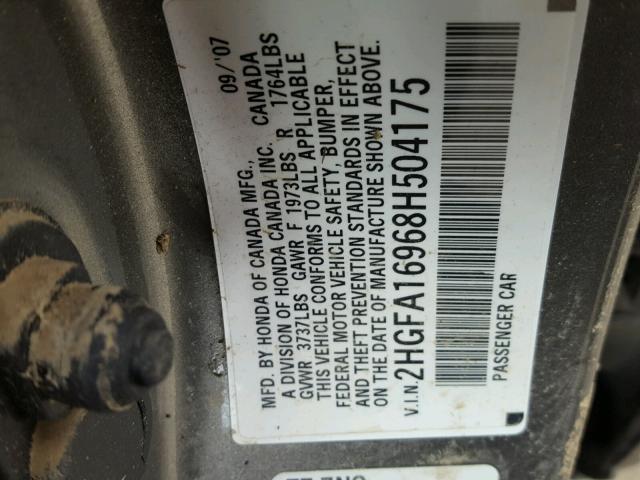 MFD. BY HONDA OF CANADA MFG., 09/'07
A DIVISION OF HONDA CANADA INC. CANADA
GVWR 3737LBS GAWR F 1973LBS R 1764LBS
THIS VEHICLE CONFORMS TO ALL APPLICABLE
FEDERAL MOTOR VEHICLE SAFETY, BUMPER,
AND THEFT PREVENTION STANDARDS IN EFFECT
ON THE DATE OF MANUFACTURE SHOWN ABOVE.
V.I.N. 2HGFA16968H504175
PASSENGER CAR